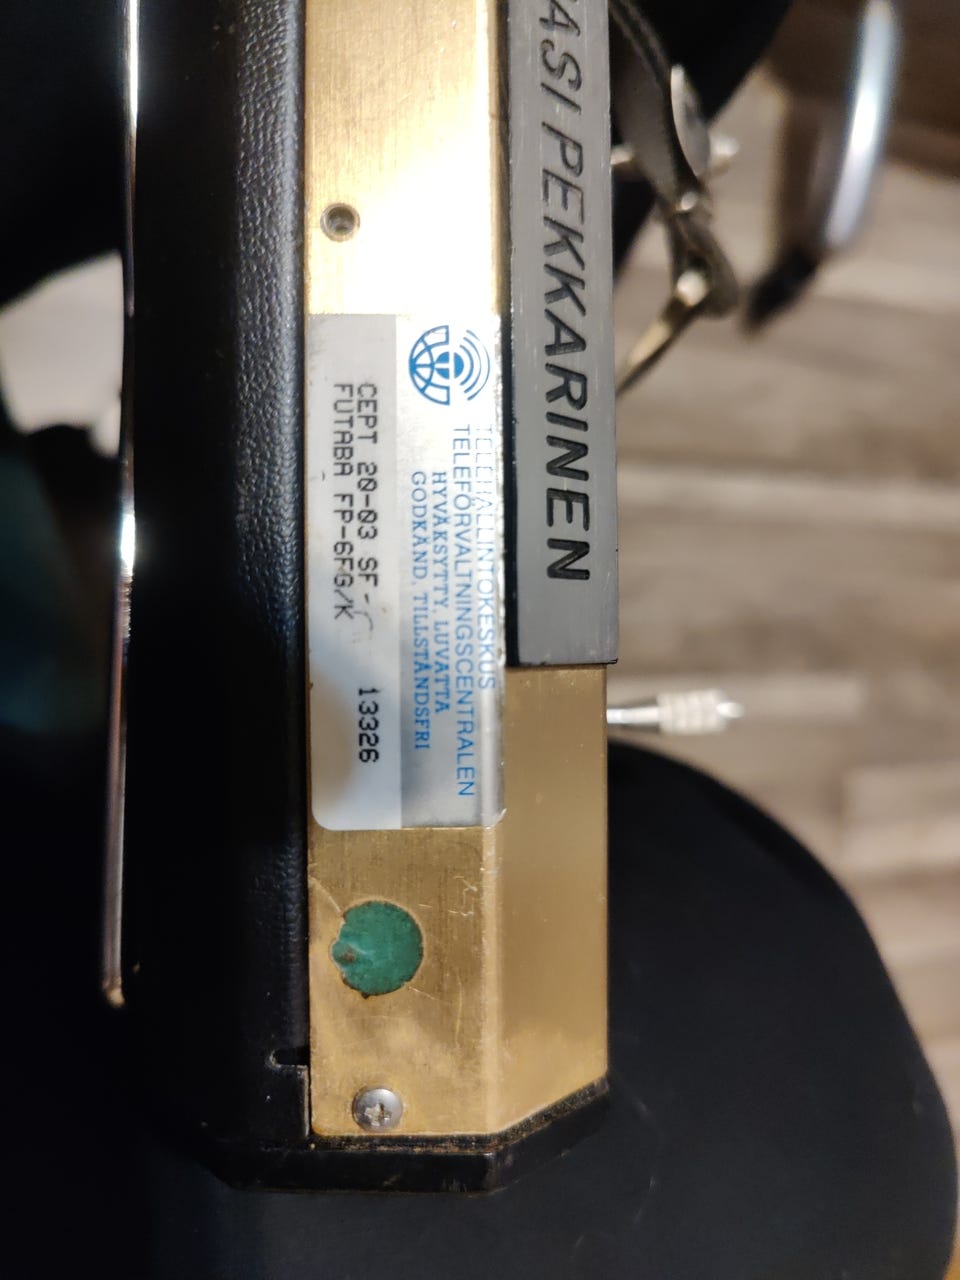 ASI PEKKARINEN
TELEHALLINTOKESKUS
TELEFÖRVALTNINGSCENTRALEN
HYVÄKSYTTY, LUVATTA
GODKÄND, TILLSTÅNDSFRI
CEPT 20-03 SF- 13326
FUTABA FP-6FG/K